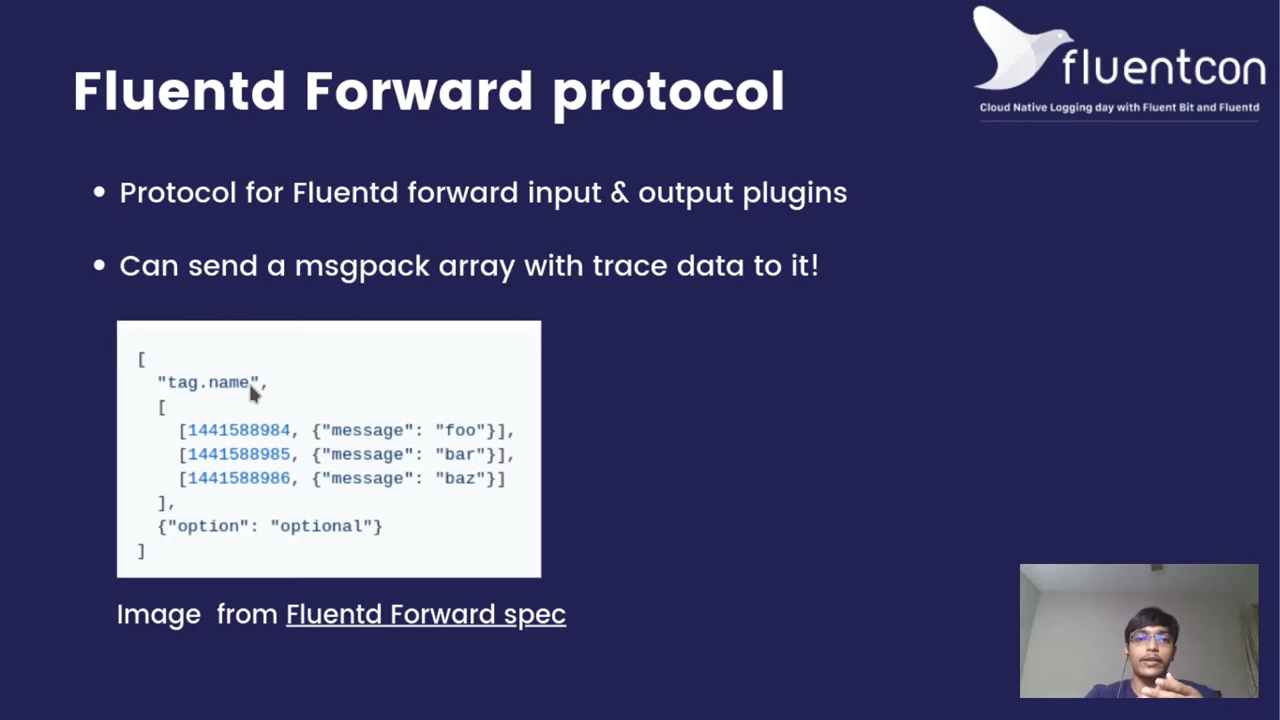 Fluentd Forward protocol
fluentcon
Cloud Native Logging day with Fluent Bit and Fluentd
• Protocol for Fluentd forward input & output plugins
• Can send a msgpack array with trace data to it!
[
  "tag.name",
  [
    [1441588984, {"message": "foo"}],
    [1441588985, {"message": "bar"}],
    [1441588986, {"message": "baz"}]
  ],
  {"option": "optional"}
]
Image from Fluentd Forward spec